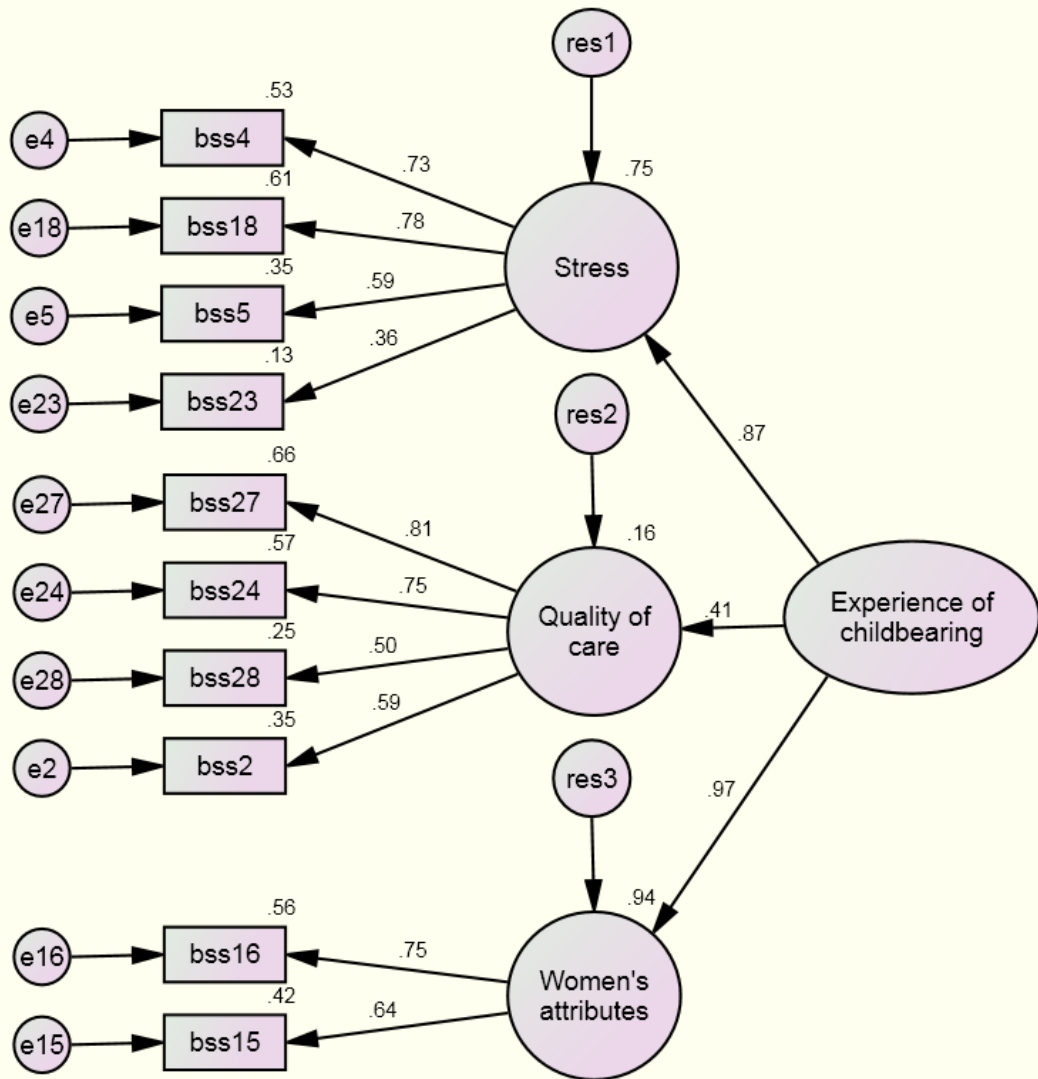 res1
.53
e4
bss4
.73
.75
.61
e18
bss18
.78
Stress
.35
e5
bss5
.59
.13
.36
e23
bss23
res2
.87
.66
e27
bss27
.81
.16
.57
e24
bss24
.75
Quality of
care
.41
Experience of
childbearing
.25
e28
bss28
.50
.35
.59
e2
bss2
res3
.97
.94
.56
e16
bss16
.75
Women's
attributes
.42
e15
bss15
.64